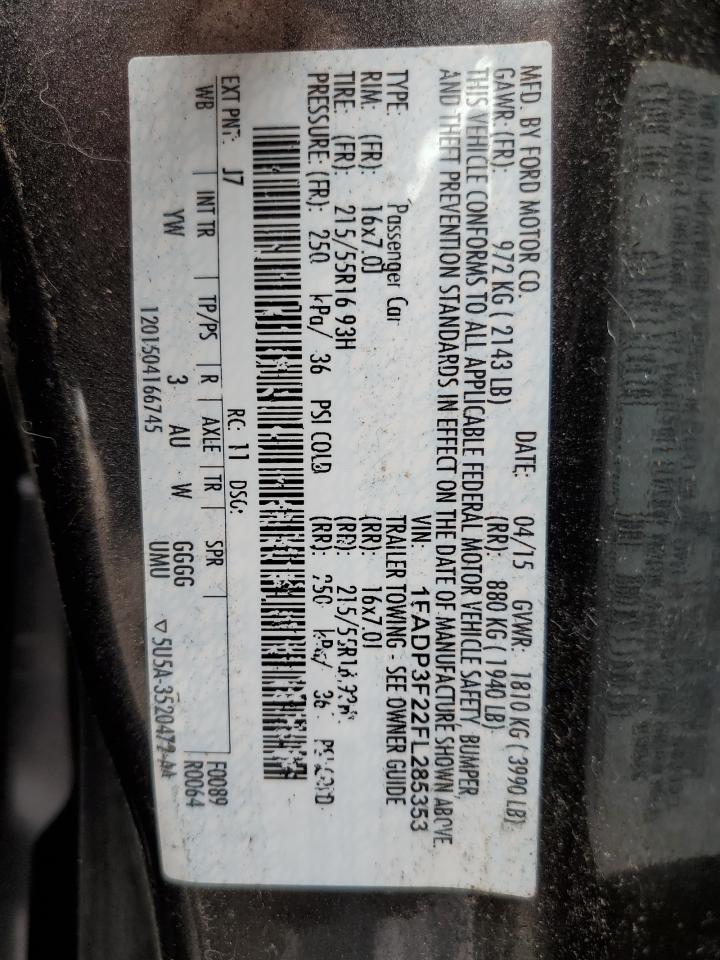 MFD. BY FORD MOTOR CO.
DATE: 04/15 GVWR: 1810 KG ( 3990 LB)
GAWR: (FR): 972 KG ( 2143 LB) (RR): 880 KG ( 1940 LB)
THIS VEHICLE CONFORMS TO ALL APPLICABLE FEDERAL MOTOR VEHICLE SAFETY BUMPER
AND THEFT PREVENTION STANDARDS IN EFFECT ON THE DATE OF MANUFACTURE SHOWN ABOVE
VIN: 1FADP3F22FL285353
TYPE: Passenger Car TRAILER TOWING - SEE OWNER GUIDE
RIM: (FR): 16x7.0J (RR): 16x7.0J
TIRE: (FR): 215/55R16 93H (RR): 215/55R16 93H
PRESSURE: (FR): 250 kPa/ 36 PSI COLD (RR): 250 kPa/ 36 PSI COLD
RC: 11 DSO: F0089
EXT PNT: J7 R0064
WB INT TR TP/PS R AXLE TR SPR
YW 3 AU W GGGG
UMU
1201504166745 ▽ 5U5A-3520472-AA